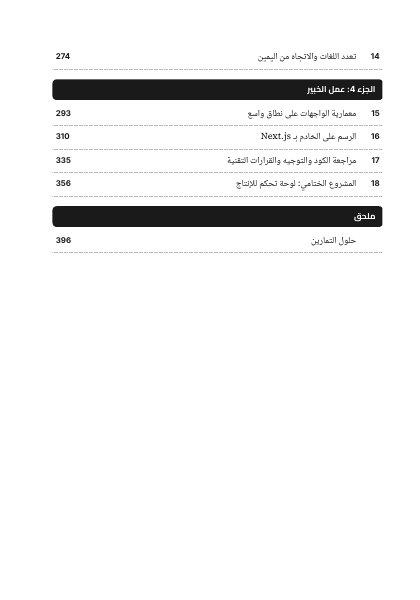 14 تعدد اللغات والاتجاه من اليمين 274
الجزء 4: عمل الخبير
15 معمارية الواجهات على نطاق واسع 293
16 الرسم على الخادم بـ Next.js 310
17 مراجعة الكود والتوجيه والقرارات التقنية 335
18 المشروع الختامي: لوحة تحكم للإنتاج 356
ملحق
حلول التمارين 396